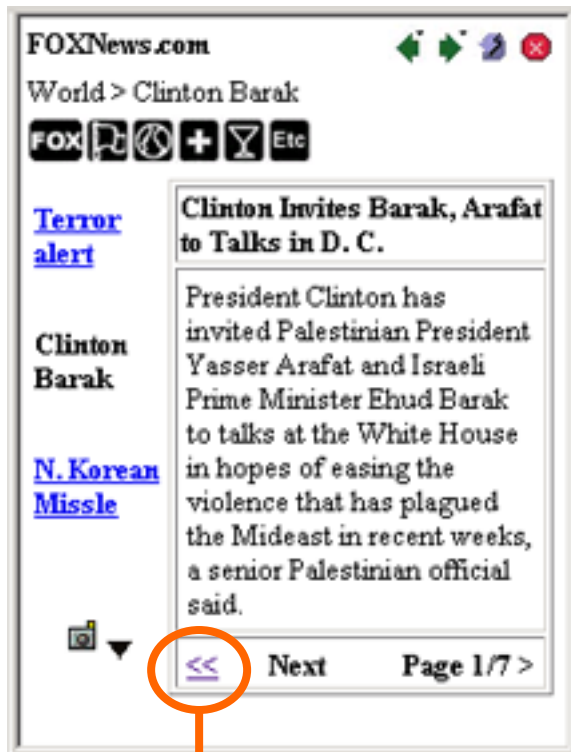 FOXNews.com
World > Clinton Barak
FOX
Etc
Terror
alert
Clinton
Barak
N. Korean
Missle
Clinton Invites Barak, Arafat
to Talks in D. C.
President Clinton has
invited Palestinian President
Yasser Arafat and Israeli
Prime Minister Ehud Barak
to talks at the White House
in hopes of easing the
violence that has plagued
the Mideast in recent weeks,
a senior Palestinian official
said.
<< Next Page 1/7 >